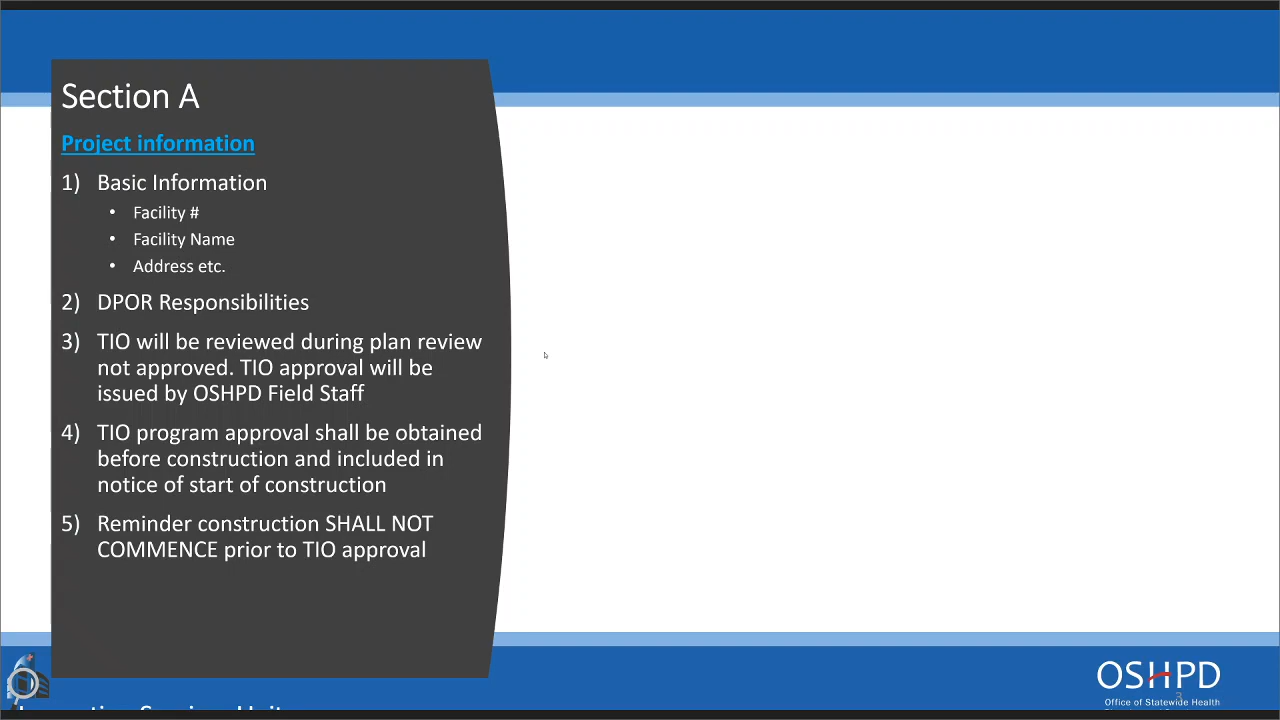 Section A
Project information
1) Basic Information
• Facility #
• Facility Name
• Address etc.
2) DPOR Responsibilities
3) TIO will be reviewed during plan review
not approved. TIO approval will be
issued by OSHPD Field Staff
4) TIO program approval shall be obtained
before construction and included in
notice of start of construction
5) Reminder construction SHALL NOT
COMMENCE prior to TIO approval
OSHPD
3
Office of Statewide Health